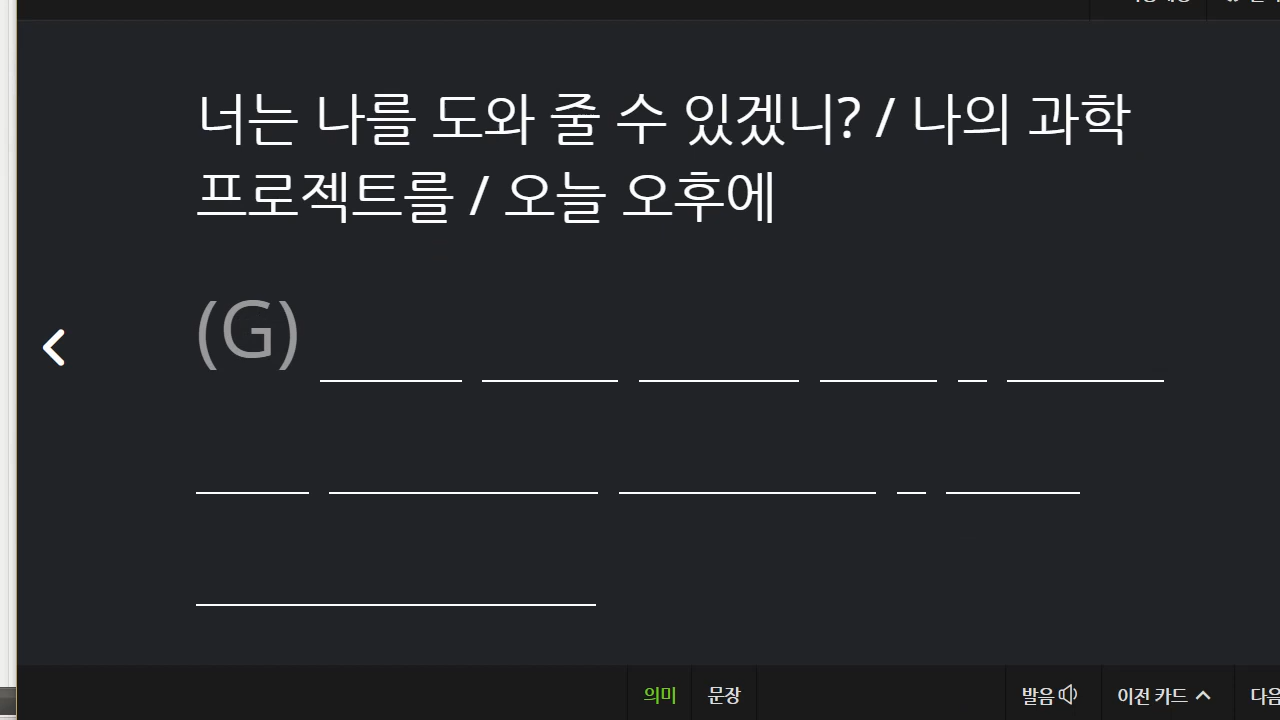 너는 나를 도와 줄 수 있겠니? / 나의 과학
프로젝트를 / 오늘 오후에
(G)
의미 문장 발음 이전 카드